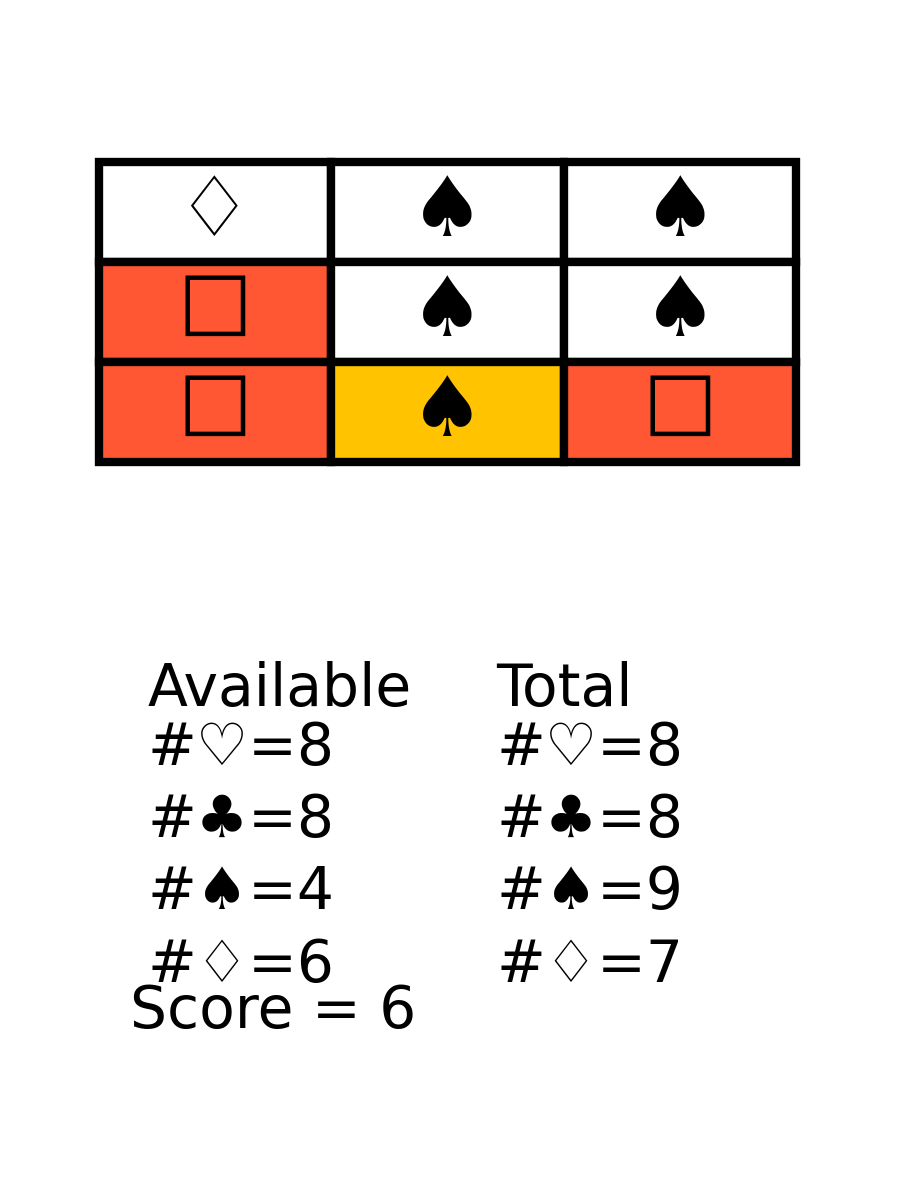 ♢ ♠ ♠
□ ♠ ♠
□ ♠ □
Available Total
#♡=8 #♡=8
#♣=8 #♣=8
#♠=4 #♠=9
#♢=6 #♢=7
Score = 6